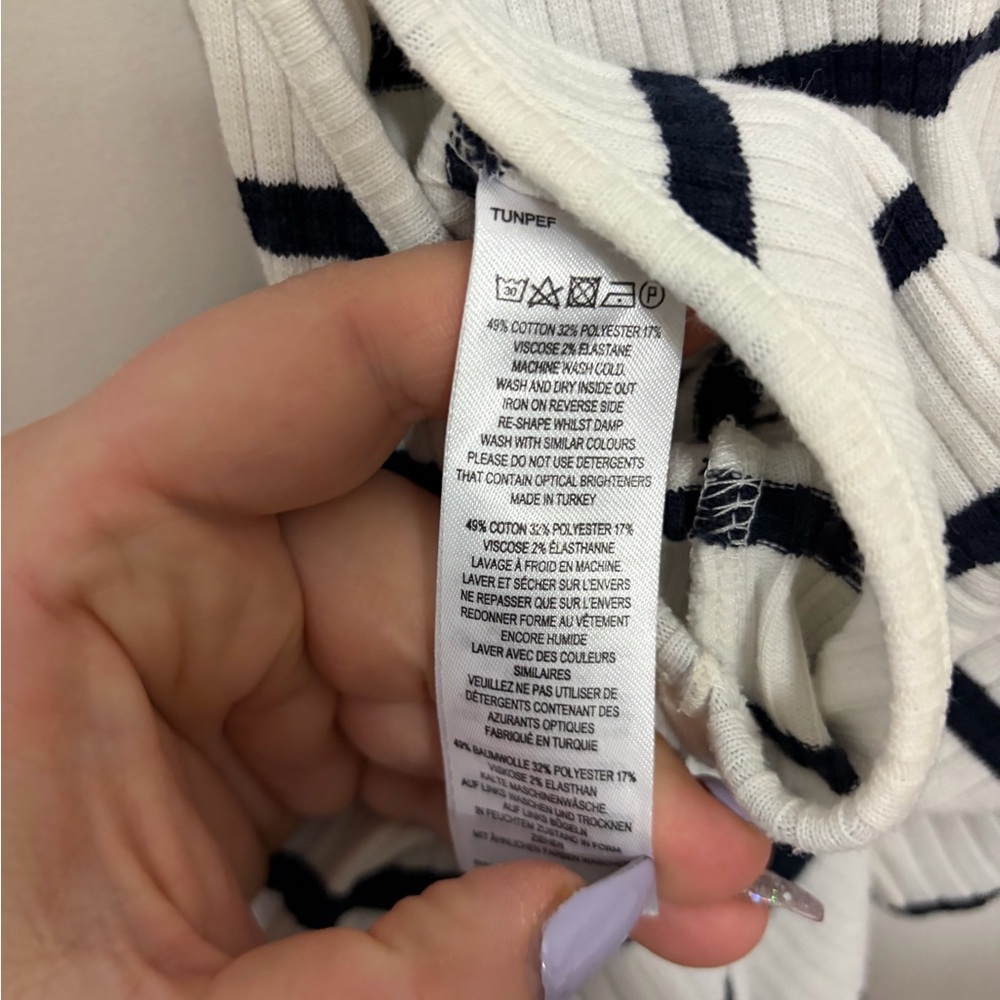 TUNPEF
30 P
49% COTTON 32% POLYESTER 17%
VISCOSE 2% ELASTANE
MACHINE WASH COLD.
WASH AND DRY INSIDE OUT
IRON ON REVERSE SIDE
RE-SHAPE WHILST DAMP
WASH WITH SIMILAR COLOURS
PLEASE DO NOT USE DETERGENTS
THAT CONTAIN OPTICAL BRIGHTENERS
MADE IN TURKEY
49% COTON 32% POLYESTER 17%
VISCOSE 2% ÉLASTHANNE
LAVAGE À FROID EN MACHINE.
LAVER ET SÉCHER SUR L'ENVERS
NE REPASSER QUE SUR L'ENVERS
REDONNER FORME AU VÊTEMENT
ENCORE HUMIDE
LAVER AVEC DES COULEURS
SIMILAIRES
VEUILLEZ NE PAS UTILISER DE
DÉTERGENTS CONTENANT DES
AZURANTS OPTIQUES
FABRIQUÉ EN TURQUIE
49% BAUMWOLLE 32% POLYESTER 17%
VISKOSE 2% ELASTHAN
KALTE MASCHINENWÄSCHE.
AUF LINKS WASCHEN UND TROCKNEN
AUF LINKS BÜGELN
IN FEUCHTEM ZUSTAND IN FORM
ZIEHEN
MIT ÄHNLICHEN FARBEN